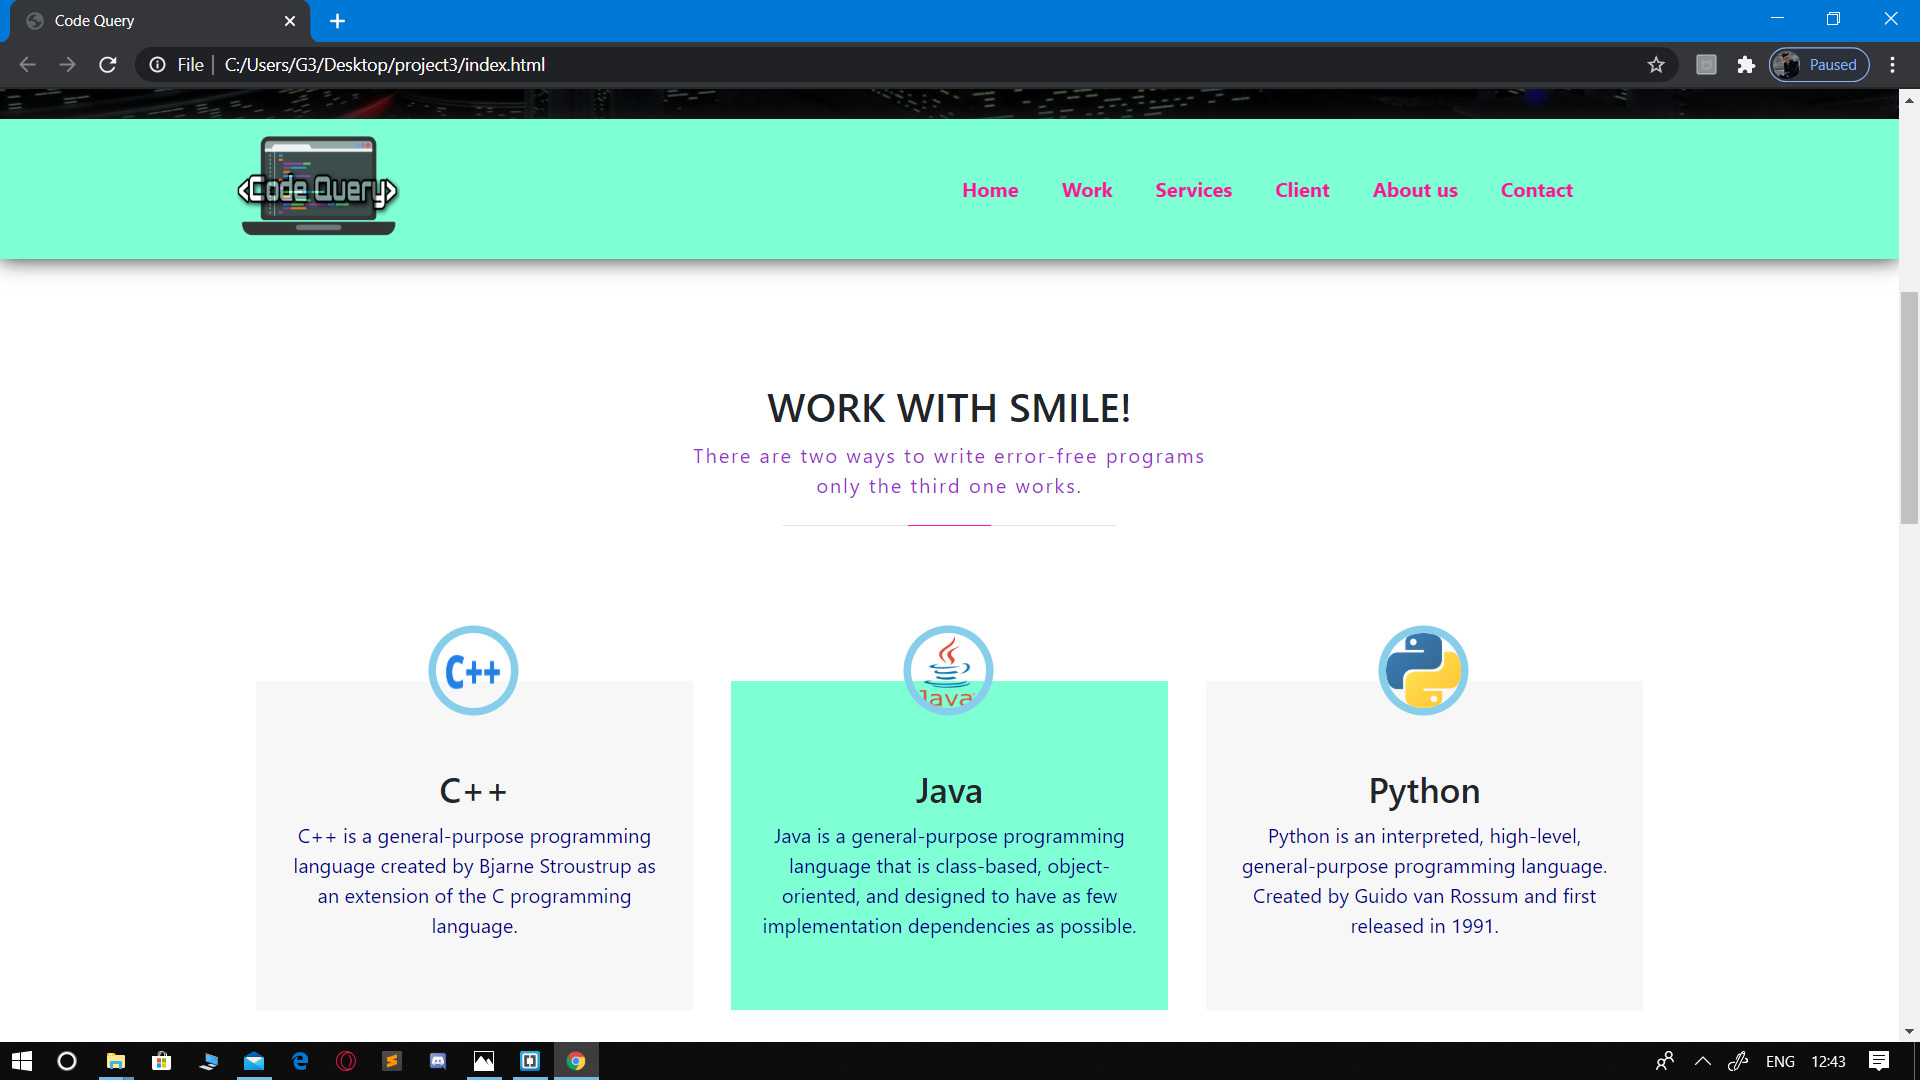 Code Query
File
C:/Users/G3/Desktop/project3/index.html
Paused
<Code Query>
Home
Work
Services
Client
About us
Contact
WORK WITH SMILE!
There are two ways to write error-free programs
only the third one works.
C++
Java
C++
C++ is a general-purpose programming
language created by Bjarne Stroustrup as
an extension of the C programming
language.
Java
Java is a general-purpose programming
language that is class-based, object-
oriented, and designed to have as few
implementation dependencies as possible.
Python
Python is an interpreted, high-level,
general-purpose programming language.
Created by Guido van Rossum and first
released in 1991.
ENG
12:43